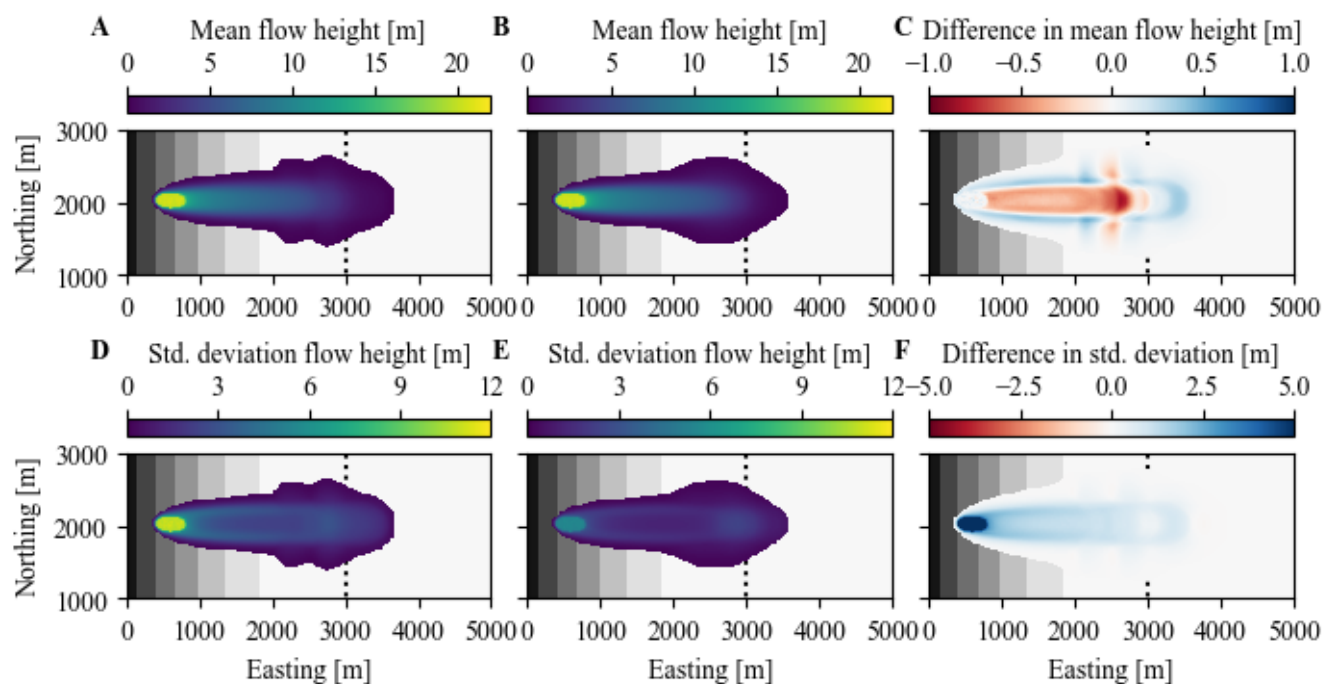 A Mean flow height [m] B Mean flow height [m] C Difference in mean flow height [m]
0 5 10 15 20 0 5 10 15 20 −1.0 −0.5 0.0 0.5 1.0
3000
Northing [m]
2000
1000
0 1000 2000 3000 4000 5000 0 1000 2000 3000 4000 5000 0 1000 2000 3000 4000 5000
D Std. deviation flow height [m] E Std. deviation flow height [m] F Difference in std. deviation [m]
0 3 6 9 12 0 3 6 9 12 −5.0 −2.5 0.0 2.5 5.0
3000
Northing [m]
2000
1000
0 1000 2000 3000 4000 5000 0 1000 2000 3000 4000 5000 0 1000 2000 3000 4000 5000
Easting [m] Easting [m] Easting [m]